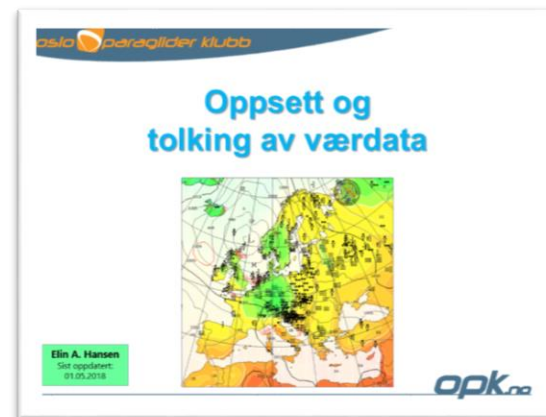 oslo paraglider klubb
Oppsett og
tolking av værdata
Elin A. Hansen
Sist oppdatert:
01.05.2018
opk.no